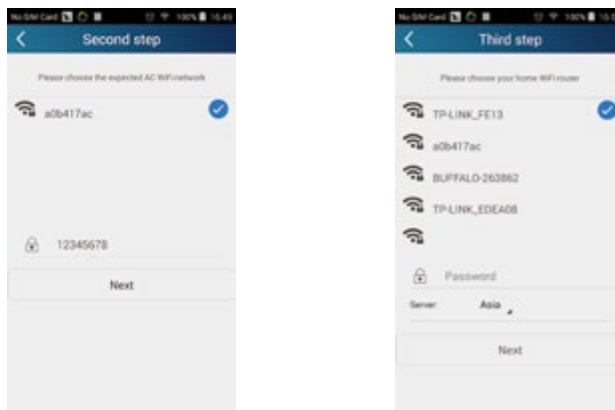 No SIM Card 100% 16:49
Second step
Please choose the expected AC WiFi network
a0b417ac
12345678
Next
No SIM Card 100%
Third step
Please choose your home WiFi router
TP-LINK_FE13
a0b417ac
BUFFALO-263862
TP-LINK_EDEA08
Password
Server: Asia
Next